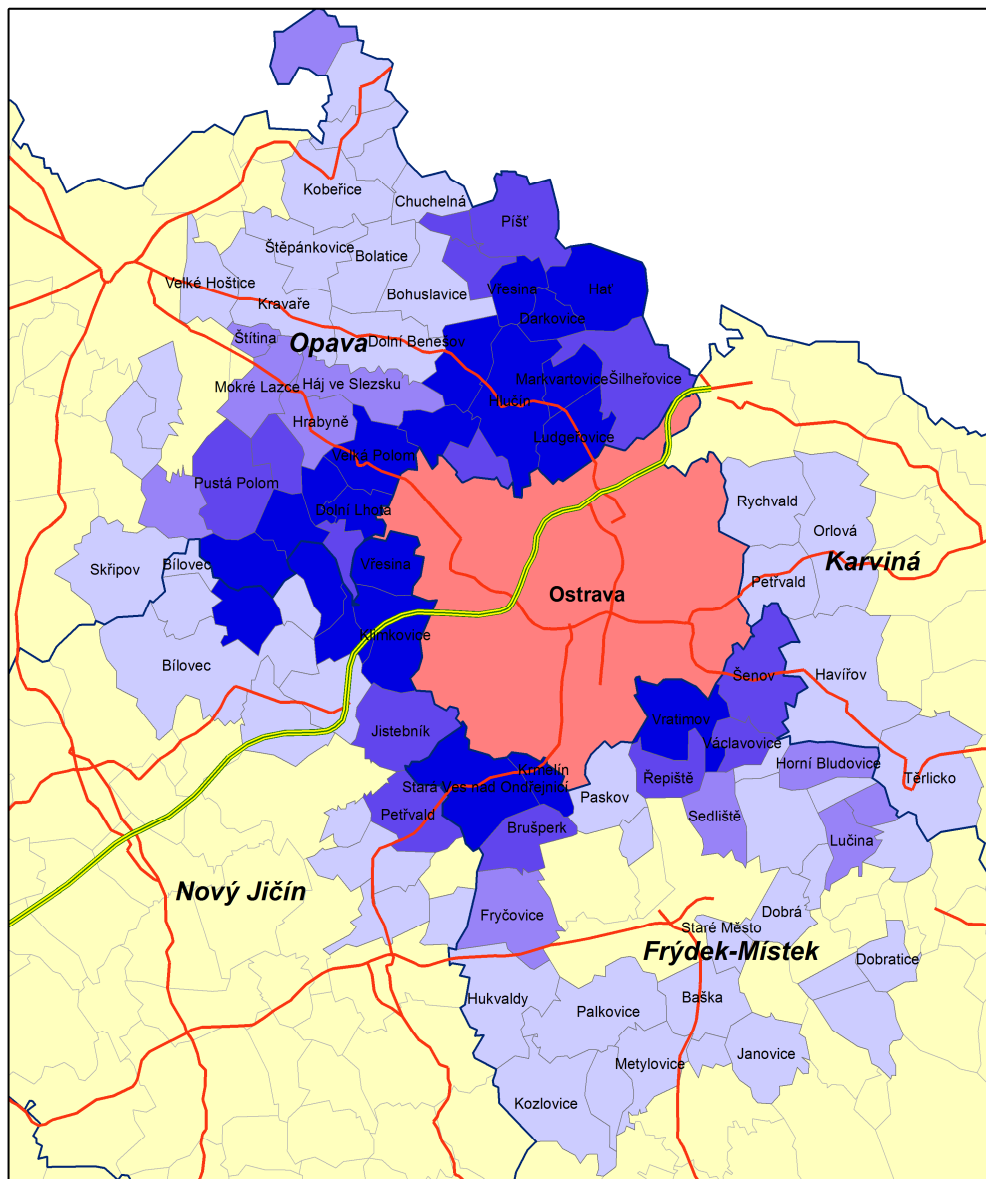 Kobeřice
Chuchelná
Píšť
Štěpánkovice
Bolatice
Velké Hoštice
Bohuslavice
Vřesina
Hať
Kravaře
Darkovice
Štítina
Opava
Dolní Benešov
Mokré Lazce
Háj ve Slezsku
Markvartovice
Šilheřovice
Hlučín
Hrabyně
Ludgeřovice
Velká Polom
Pustá Polom
Rychvald
Dolní Lhota
Orlová
Skřipov
Bílovec
Vřesina
Karviná
Petřvald
Ostrava
Klimkovice
Bílovec
Šenov
Havířov
Vratimov
Jistebník
Václavovice
Horní Bludovice
Krmelín
Řepiště
Těrlicko
Stará Ves nad Ondřejnicí
Paskov
Petřvald
Brušperk
Sedliště
Lučina
Nový Jičín
Fryčovice
Dobrá
Staré Město
Frýdek-Místek
Dobratice
Hukvaldy
Baška
Palkovice
Janovice
Metylovice
Kozlovice